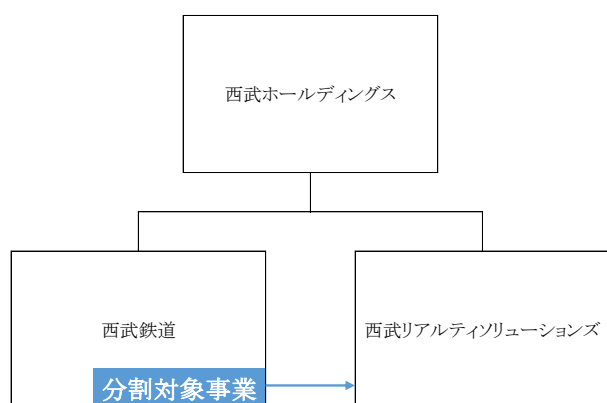 西武ホールディングス
西武鉄道
西武リアルティソリューションズ
分割対象事業